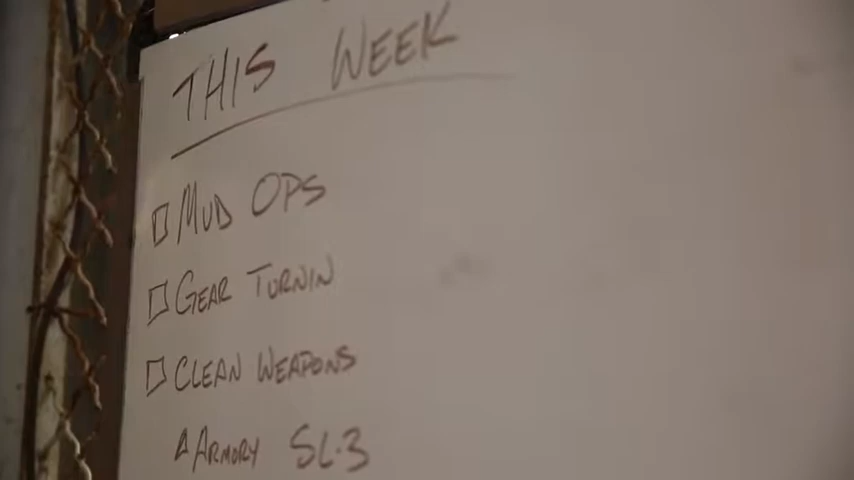 THIS WEEK
MUD OPS
GEAR TURNIN
CLEAN WEAPONS
ARMORY SL-3